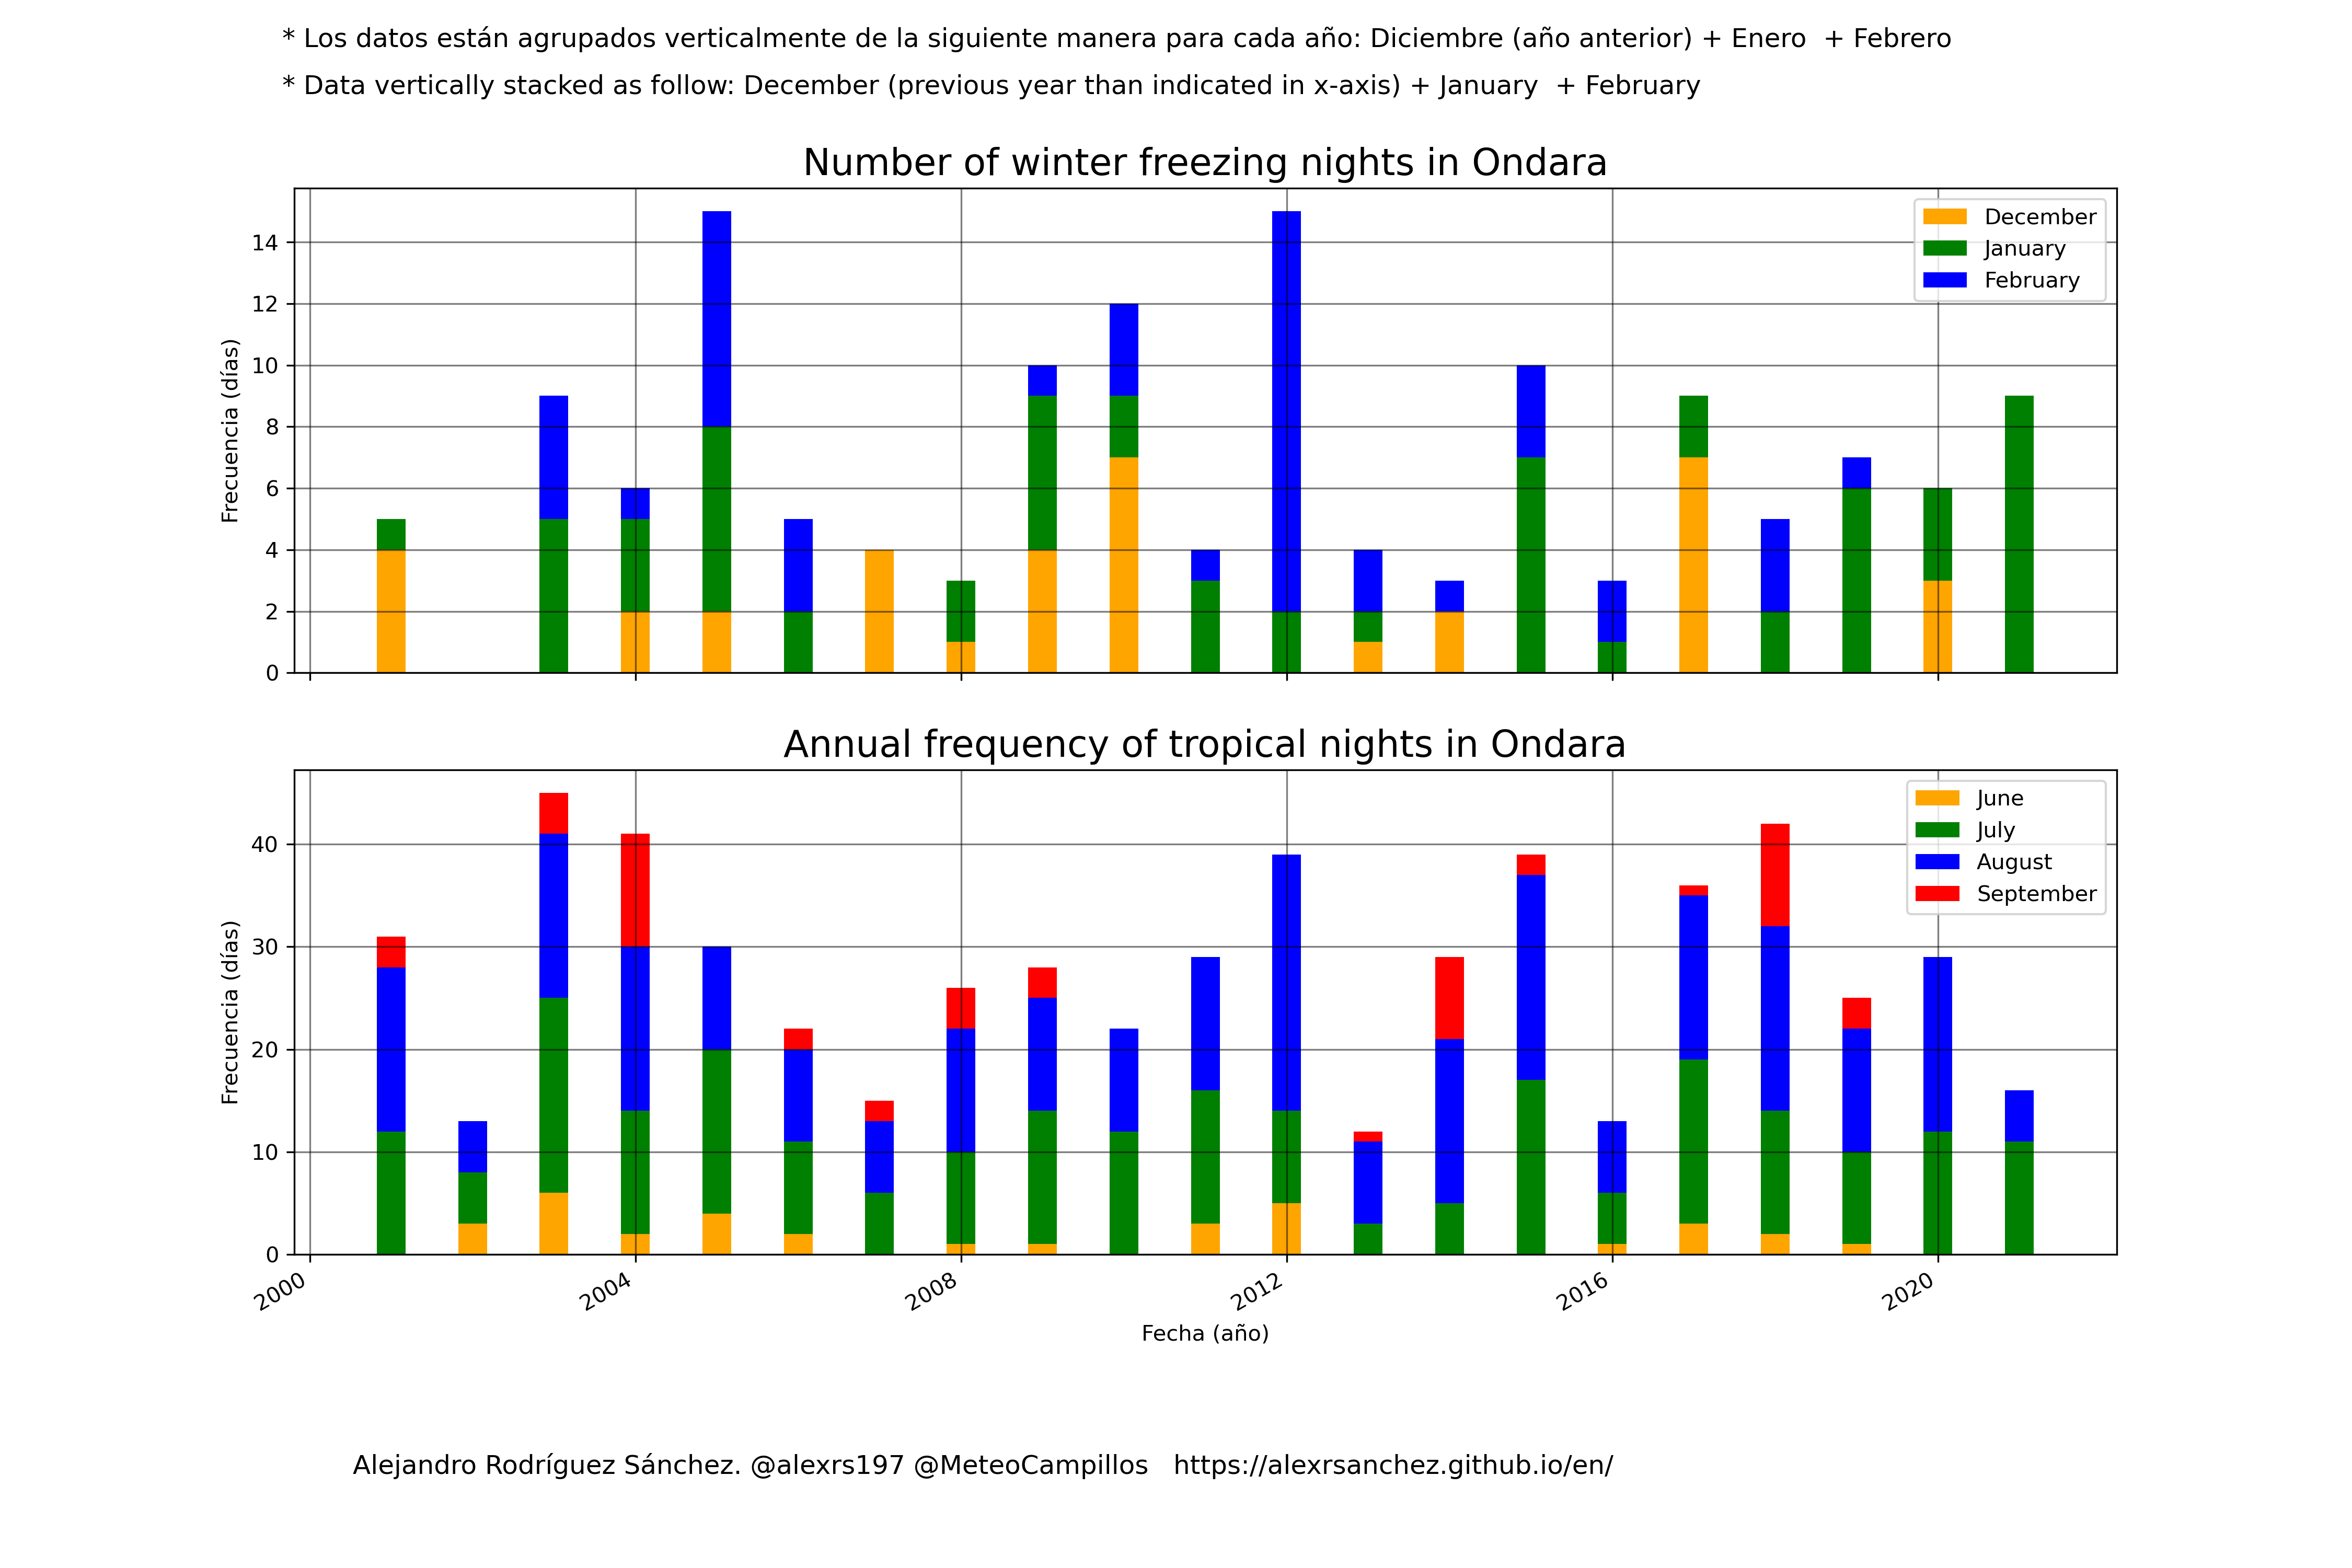 * Los datos están agrupados verticalmente de la siguiente manera para cada año: Diciembre (año anterior) + Enero  + Febrero
* Data vertically stacked as follow: December (previous year than indicated in x-axis) + January  + February
Number of winter freezing nights in Ondara
Frecuencia (días)
14
12
10
8
6
4
2
0
December
January
February
Annual frequency of tropical nights in Ondara
Frecuencia (días)
40
30
20
10
0
June
July
August
September
2000
2004
2008
2012
2016
2020
Fecha (año)
Alejandro Rodríguez Sánchez. @alexrs197 @MeteoCampillos   https://alexrsanchez.github.io/en/